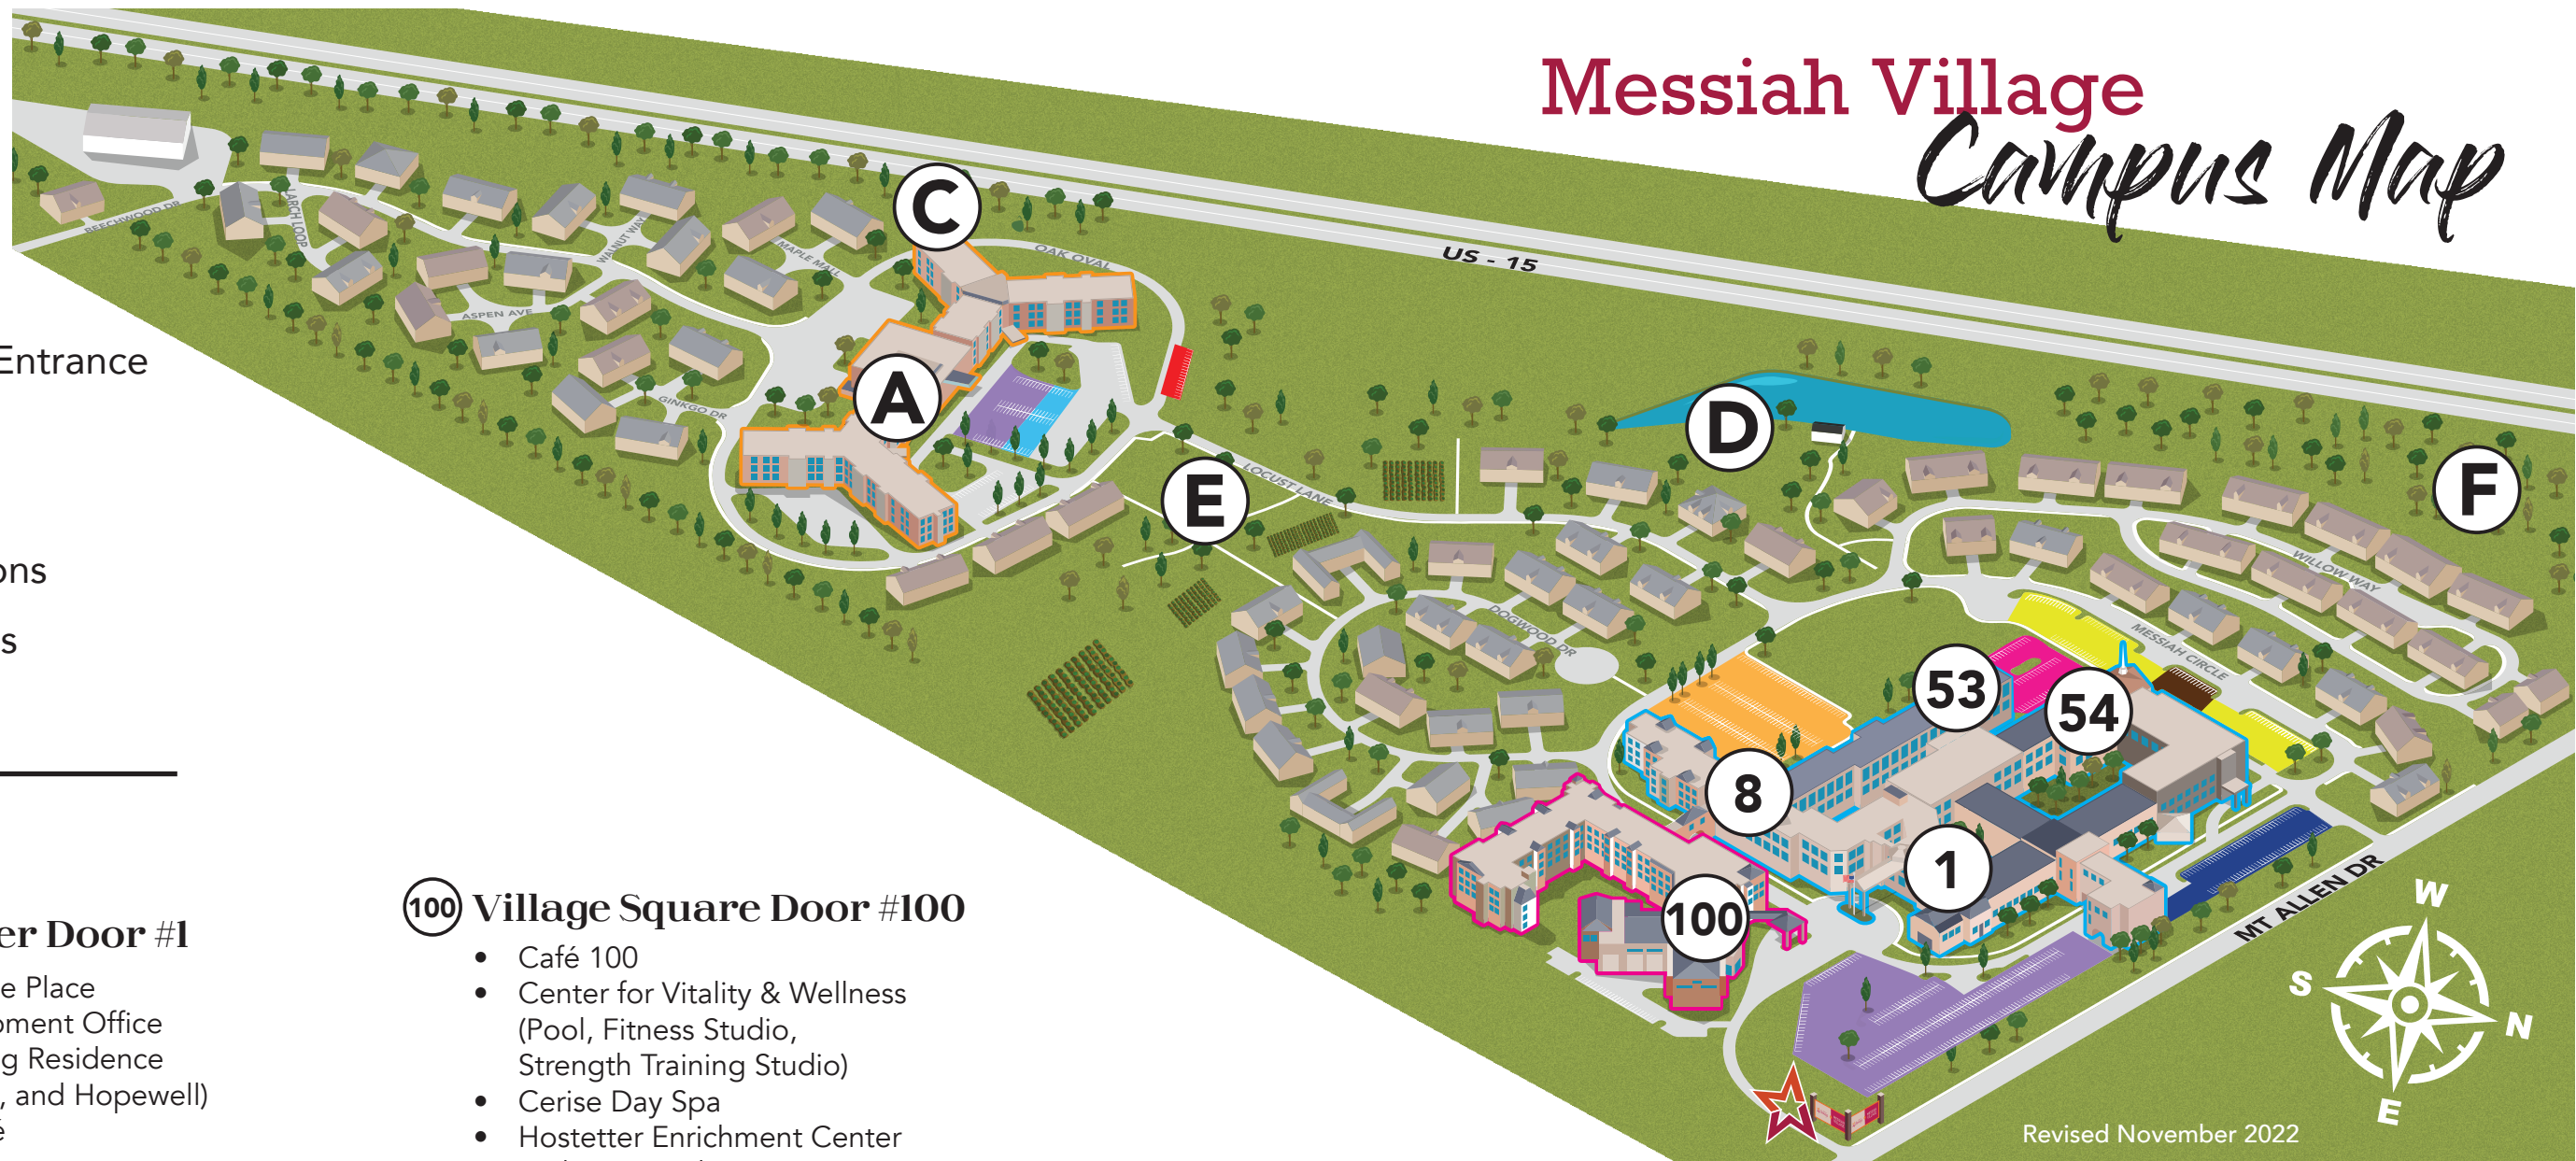 Messiah Village
Campus Map
C
US - 15
OAK OVAL
LARCH LOOP
BEECHWOOD DR
WALNUT WAY
MAPLE MALL
ASPEN AVE
Entrance
A
GINKGO DR
D
E
LOCUST LANE
F
ons
WILLOW WAY
s
DOGWOOD DR
MESSIAH CIRCLE
53
54
8
1
100
MT ALLEN DR
er Door #1
e Place
pment Office
g Residence
, and Hopewell)
é
100 Village Square Door #100
• Café 100
• Center for Vitality & Wellness
(Pool, Fitness Studio,
Strength Training Studio)
• Cerise Day Spa
• Hostetter Enrichment Center
W
S
N
E
Revised November 2022